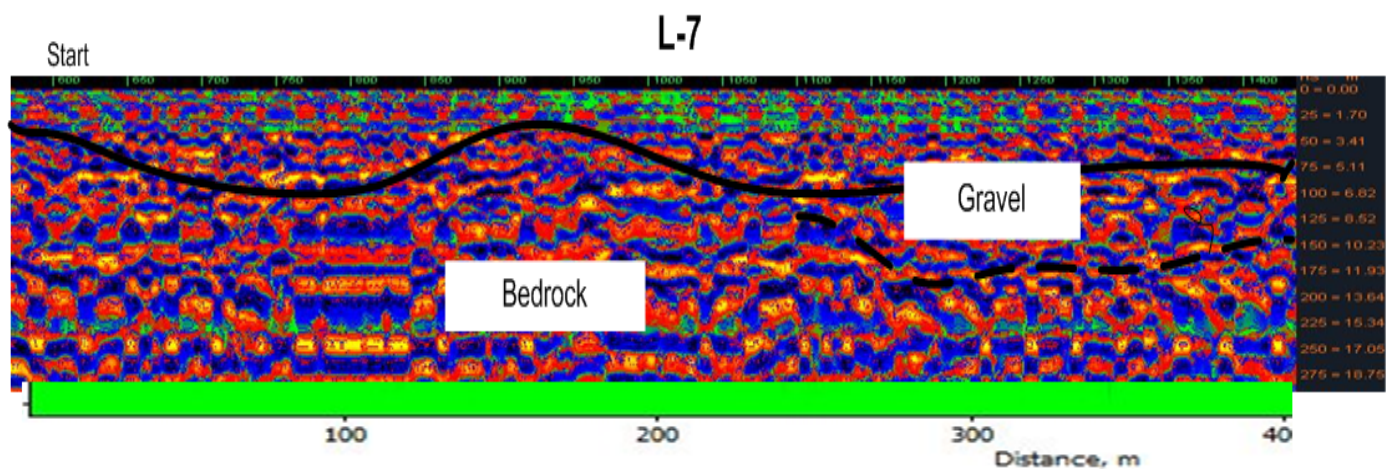 L-7
Start
600 650 700 750 800 850 900 950 1000 1050 1100 1150 1200 1250 1300 1350 1400
0 = 0.00
25 = 1.70
50 = 3.41
75 = 5.11
100 = 6.82
125 = 8.52
150 = 10.23
175 = 11.93
200 = 13.64
225 = 15.34
250 = 17.05
275 = 18.75
Gravel
Bedrock
100 200 300 40
Distance, m